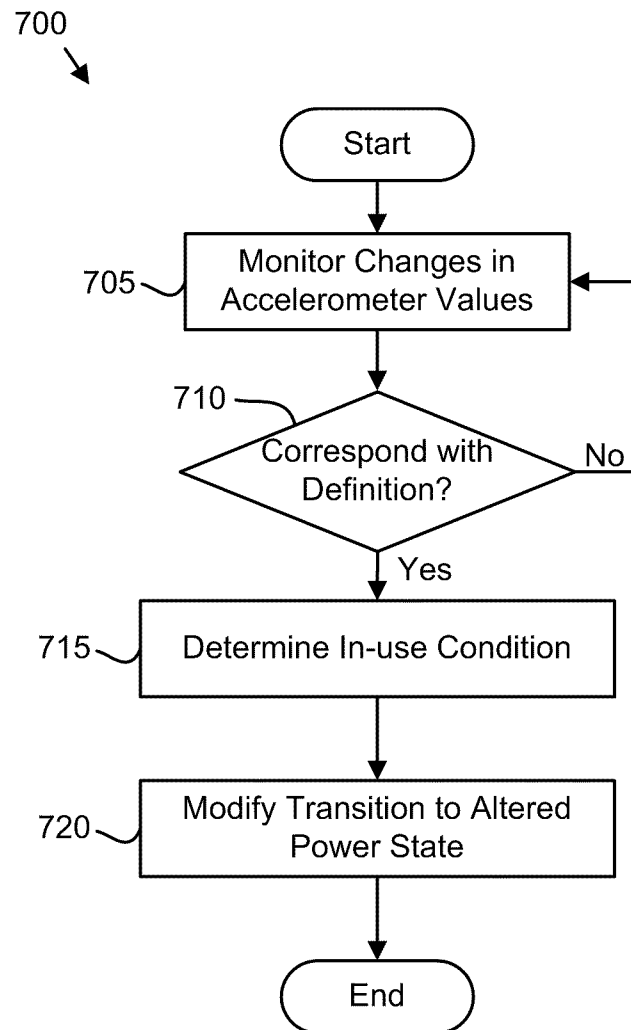 700
Start
705
Monitor Changes in
Accelerometer Values
710
Correspond with
Definition?
No
Yes
715
Determine In-use Condition
720
Modify Transition to Altered
Power State
End